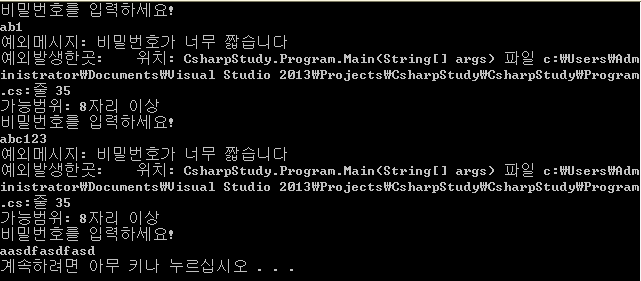 비밀번호를 입력하세요!
ab1
예외메시지: 비밀번호가 너무 짧습니다
예외발생한곳:   위치: CsharpStudy.Program.Main(String[] args) 파일 c:₩Users₩Adm
inistrator₩Documents₩Visual Studio 2013₩Projects₩CsharpStudy₩CsharpStudy₩Program
.cs:줄 35
가능범위: 8자리 이상
비밀번호를 입력하세요!
abc123
예외메시지: 비밀번호가 너무 짧습니다
예외발생한곳:   위치: CsharpStudy.Program.Main(String[] args) 파일 c:₩Users₩Adm
inistrator₩Documents₩Visual Studio 2013₩Projects₩CsharpStudy₩CsharpStudy₩Program
.cs:줄 35
가능범위: 8자리 이상
비밀번호를 입력하세요!
aasdfasdfasd
계속하려면 아무 키나 누르십시오 . . .